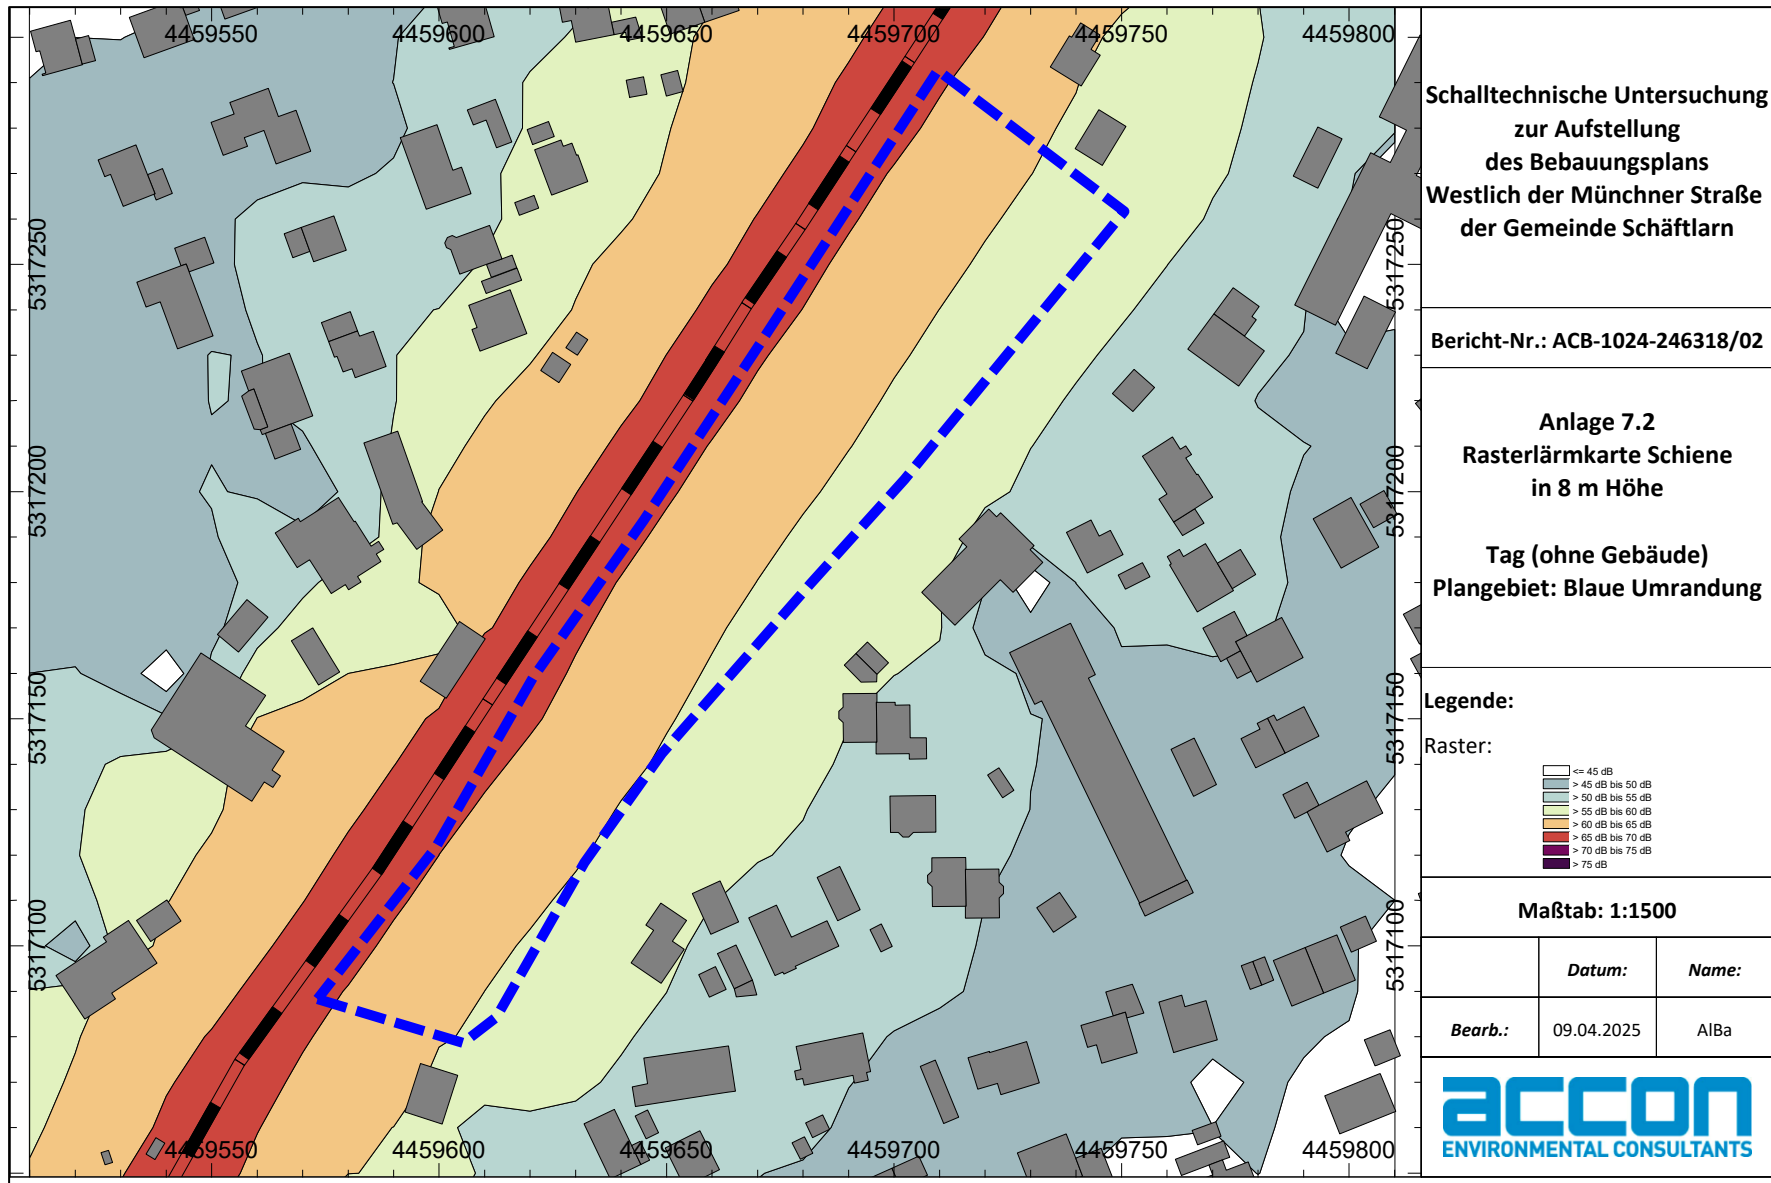 4459550 4459600 4459650 4459700 4459750 4459800
5317250 5317250
5317200 5317200
5317150 5317150
5317100 5317100
4459550 4459600 4459650 4459700 4459750 4459800
Schalltechnische Untersuchung
zur Aufstellung
des Bebauungsplans
Westlich der Münchner Straße
der Gemeinde Schäftlarn
Bericht-Nr.: ACB-1024-246318/02
Anlage 7.2
Rasterlärmkarte Schiene
in 8 m Höhe
Tag (ohne Gebäude)
Plangebiet: Blaue Umrandung
Legende:
Raster:
<= 45 dB
> 45 dB bis 50 dB
> 50 dB bis 55 dB
> 55 dB bis 60 dB
> 60 dB bis 65 dB
> 65 dB bis 70 dB
> 70 dB bis 75 dB
> 75 dB
Maßtab: 1:1500
Datum: Name:
Bearb.: 09.04.2025 AlBa
accon
ENVIRONMENTAL CONSULTANTS